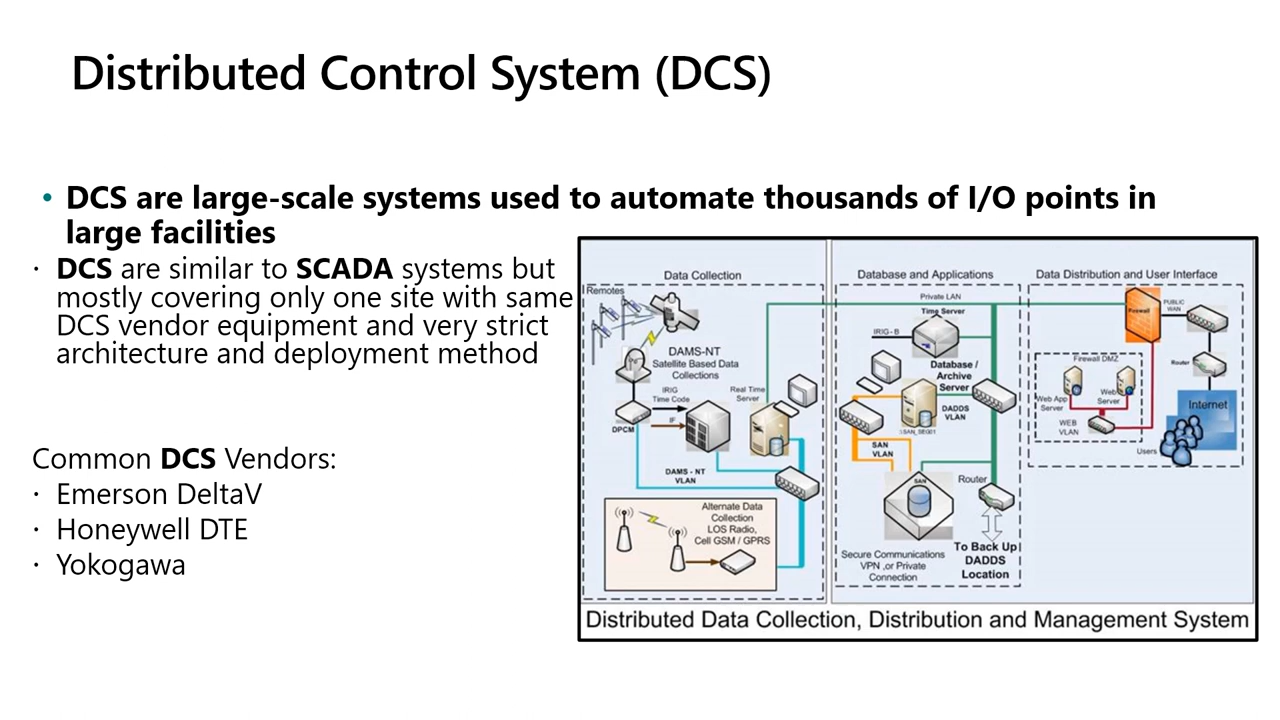 Distributed Control System (DCS)
• DCS are large-scale systems used to automate thousands of I/O points in
large facilities
· DCS are similar to SCADA systems but
mostly covering only one site with same
DCS vendor equipment and very strict
architecture and deployment method
Common DCS Vendors:
· Emerson DeltaV
· Honeywell DTE
· Yokogawa
Data Collection
Remotes
DAMS-NT
Satellite Based Data
Collections
IRIG
Time Code
IF
DPCM
Real Time
Server
DAMS - NT
VLAN
Alternate Data
Collection
LOS Radio,
Cell GSM / GPRS
Database and Applications
Private LAN
Time Server
IRIG - B
Database /
Archive
Server
DADDS
VLAN
SAN
VLAN
SAN
Router
Secure Communications
VPN ,or Private
Connection
To Back Up
DADDS
Location
Data Distribution and User Interface
Firewall
PUBLIC
WAN
Router
Firewall DMZ
Web App
Server
Web
Server
WEB
VLAN
Internet
Users
Distributed Data Collection, Distribution and Management System